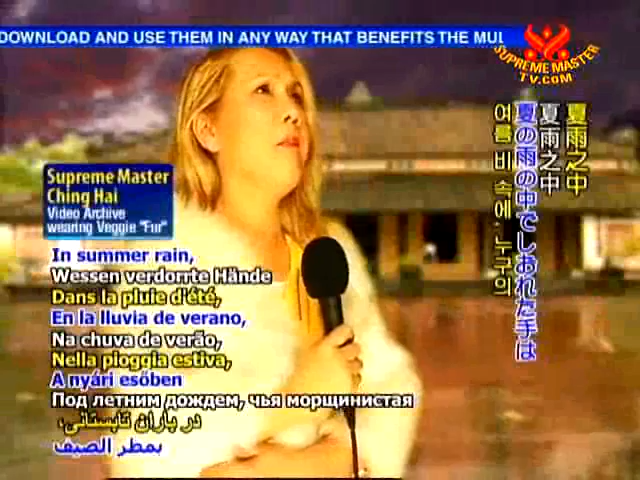 DOWNLOAD AND USE THEM IN ANY WAY THAT BENEFITS THE MUL
SUPREME MASTER
TV.COM
Supreme Master
Ching Hai
Video Archive
wearing Veggie "Fur"
In summer rain,
Wessen verdorrte Hände
Dans la pluie d'été,
En la lluvia de verano,
Na chuva de verão,
Nella pioggia estiva,
A nyári esőben
Под летним дождем, чья морщинистая
در باران تابستانی،
بمطر الصيف
夏雨之中
夏雨之中
夏の雨の中でしおれた手は
여름 비 속에, 누구의